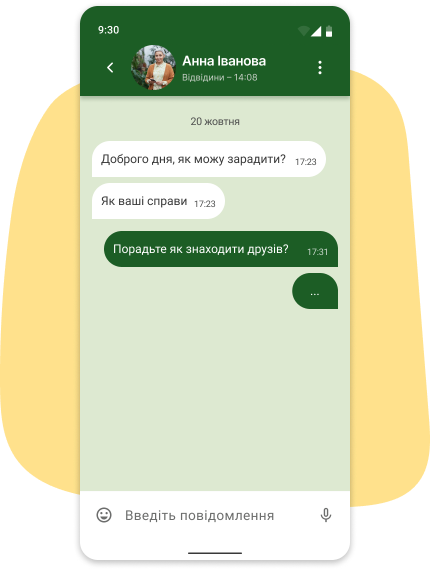 9:30
Анна Іванова
Відвідини – 14:08
20 жовтня
Доброго дня, як можу зарадити? 17:23
Як ваші справи 17:23
Порадьте як знаходити друзів? 17:31
...
Введіть повідомлення